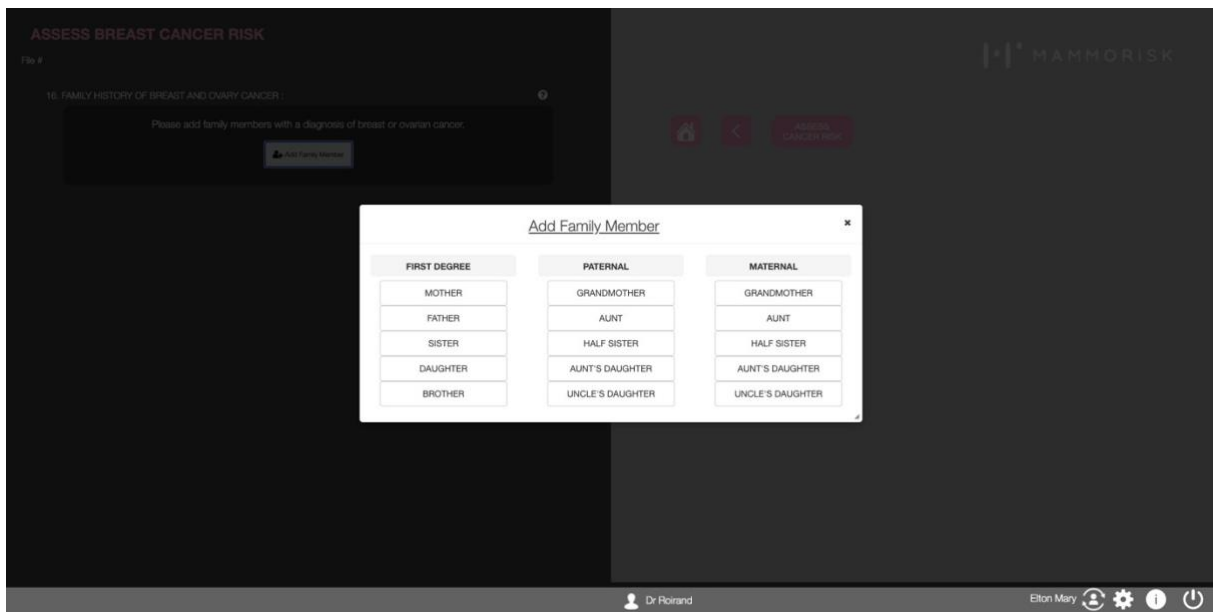 ASSESS BREAST CANCER RISK
File #
MAMMORISK
16. FAMILY HISTORY OF BREAST AND OVARY CANCER :
Please add family members with a diagnosis of breast or ovarian cancer.
Add Family Member
ASSESS
CANCER RISK
Add Family Member
FIRST DEGREE PATERNAL MATERNAL
MOTHER GRANDMOTHER GRANDMOTHER
FATHER AUNT AUNT
SISTER HALF SISTER HALF SISTER
DAUGHTER AUNT'S DAUGHTER AUNT'S DAUGHTER
BROTHER UNCLE'S DAUGHTER UNCLE'S DAUGHTER
Dr Roirand Elton Mary